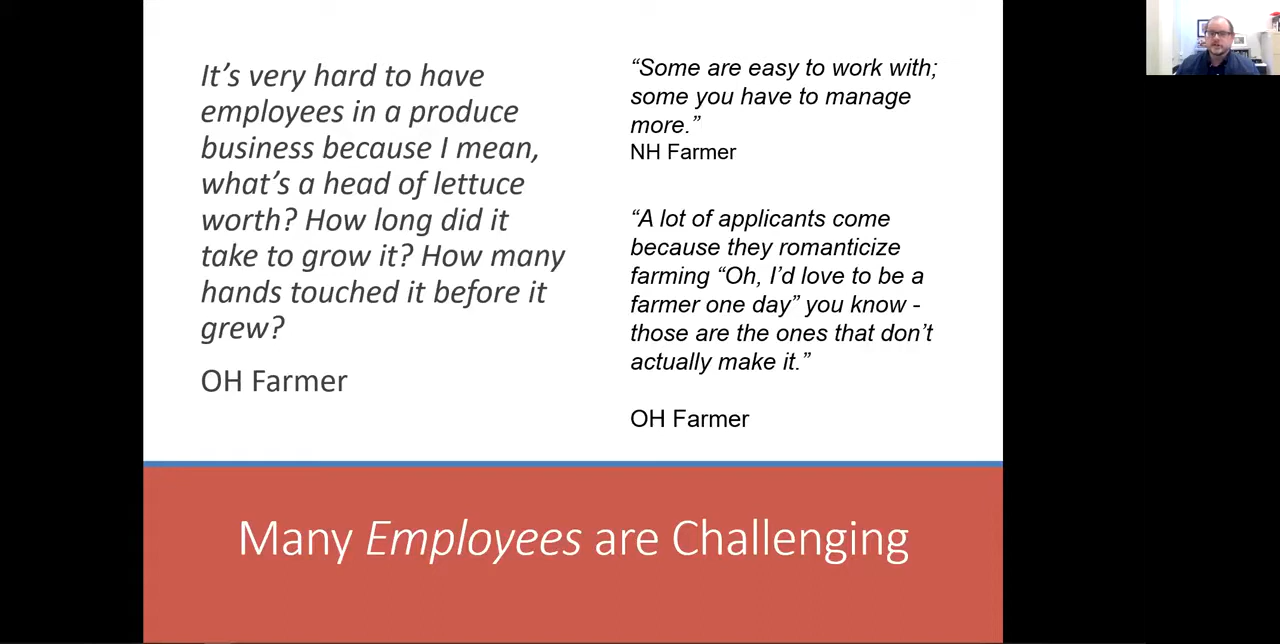 It’s very hard to have
employees in a produce
business because I mean,
what’s a head of lettuce
worth? How long did it
take to grow it? How many
hands touched it before it
grew?
OH Farmer
“Some are easy to work with;
some you have to manage
more.”
NH Farmer
“A lot of applicants come
because they romanticize
farming “Oh, I’d love to be a
farmer one day” you know -
those are the ones that don’t
actually make it.”
OH Farmer
Many Employees are Challenging